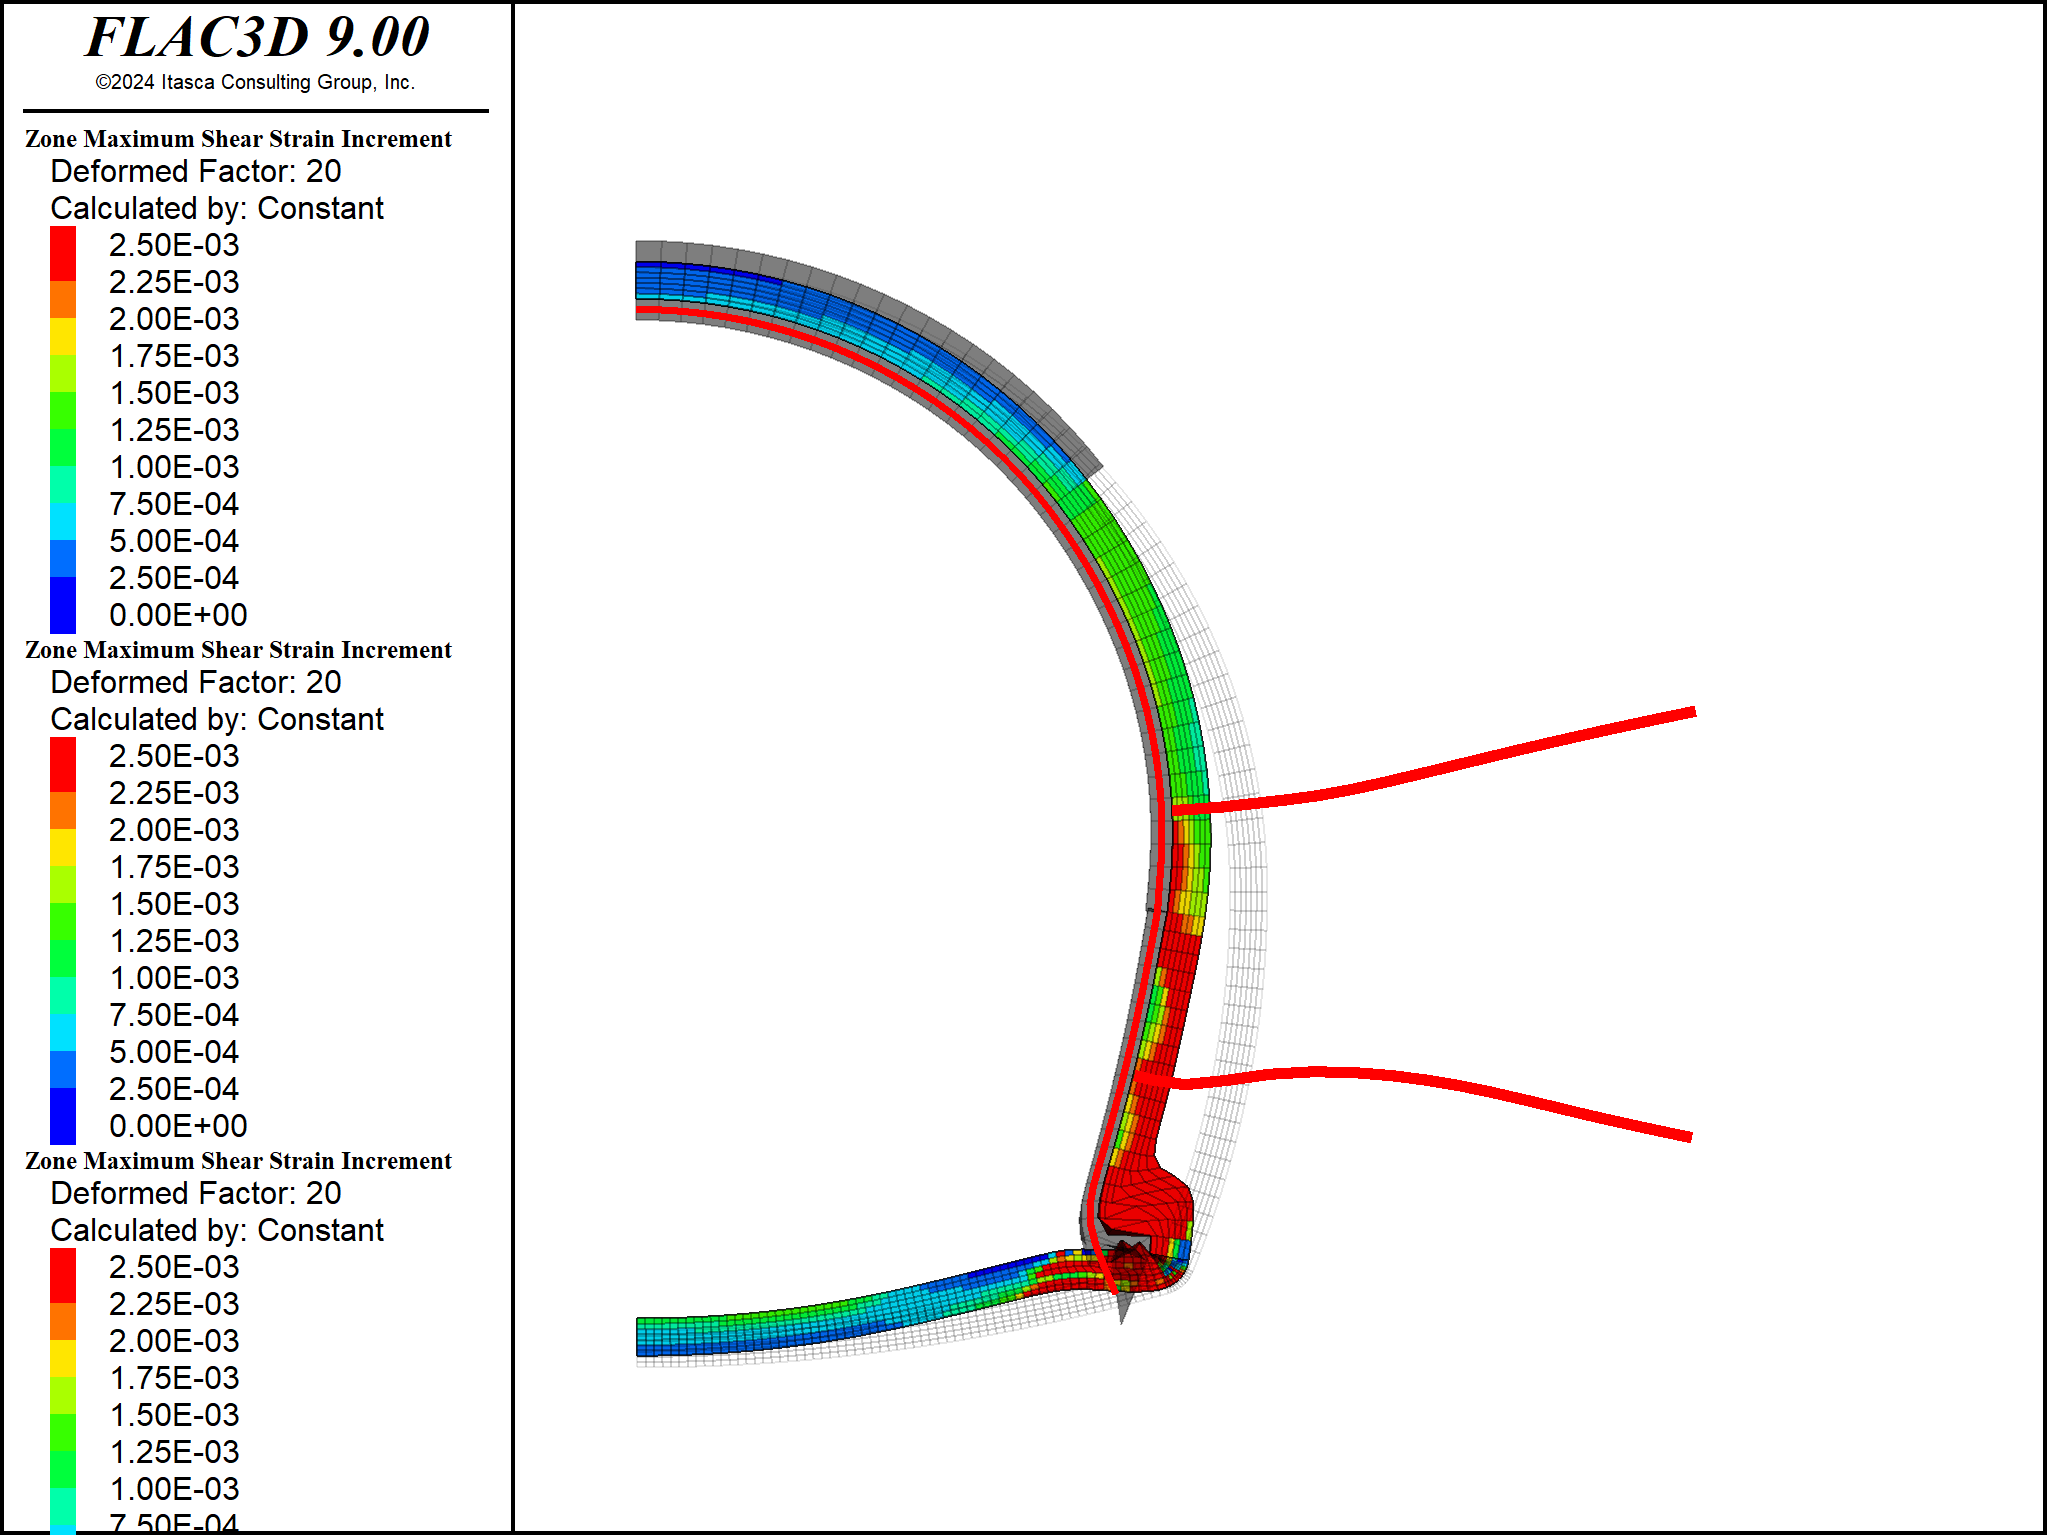 FLAC3D 9.00
©2024 Itasca Consulting Group, Inc.
Zone Maximum Shear Strain Increment
Deformed Factor: 20
Calculated by: Constant
2.50E-03
2.25E-03
2.00E-03
1.75E-03
1.50E-03
1.25E-03
1.00E-03
7.50E-04
5.00E-04
2.50E-04
0.00E+00
Zone Maximum Shear Strain Increment
Deformed Factor: 20
Calculated by: Constant
2.50E-03
2.25E-03
2.00E-03
1.75E-03
1.50E-03
1.25E-03
1.00E-03
7.50E-04
5.00E-04
2.50E-04
0.00E+00
Zone Maximum Shear Strain Increment
Deformed Factor: 20
Calculated by: Constant
2.50E-03
2.25E-03
2.00E-03
1.75E-03
1.50E-03
1.25E-03
1.00E-03
7.50E-04